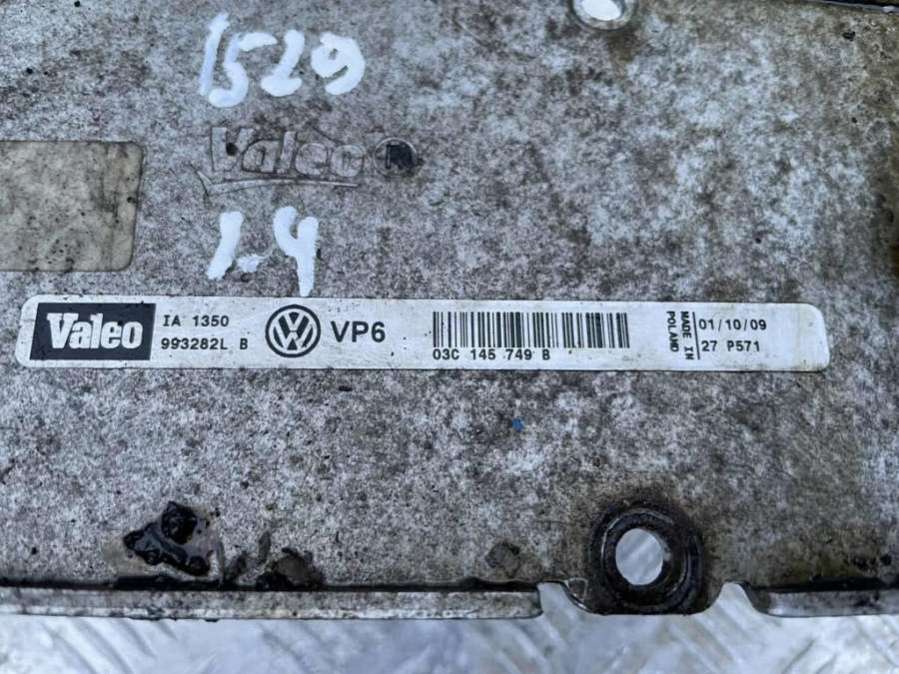 1529
Valeo
1.4
Valeo
IA 1350
993282L B
VW
VP6
03C 145 749 B
MADE IN
POLAND
01/10/09
27 P571